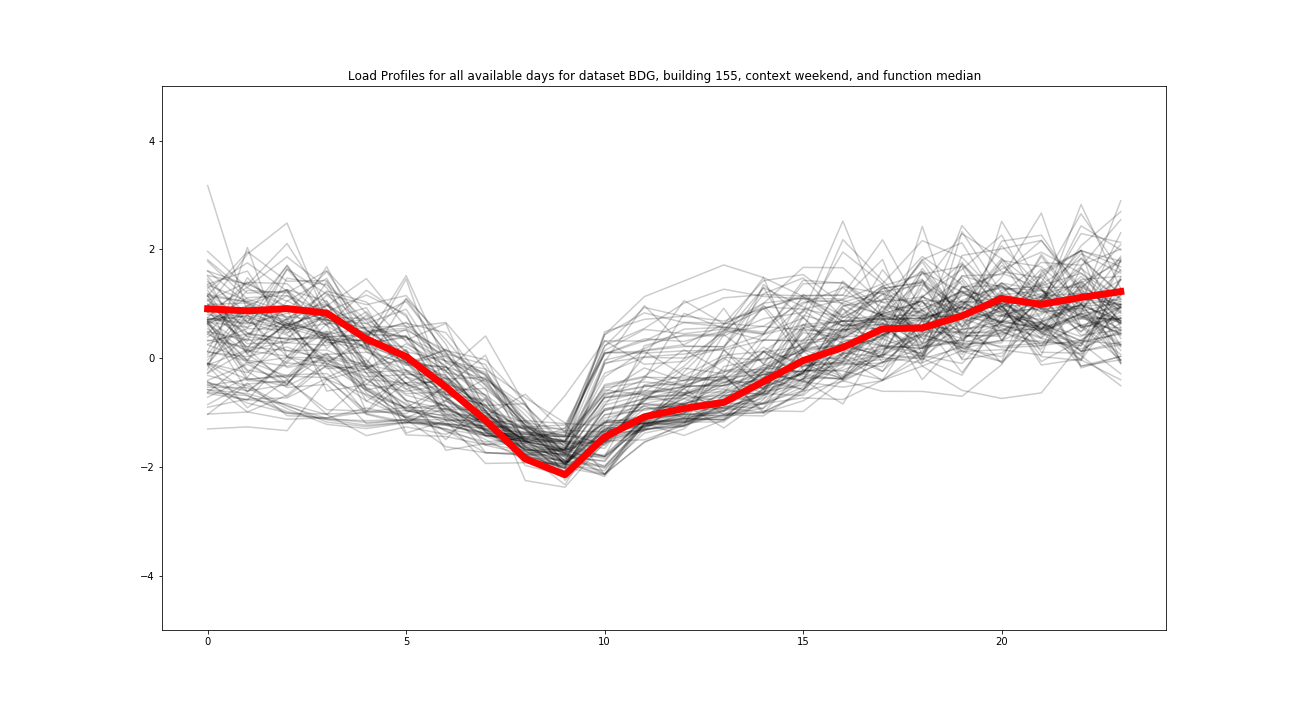 Load Profiles for all available days for dataset BDG, building 155, context weekend, and function median
4
2
0
−2
−4
0 5 10 15 20